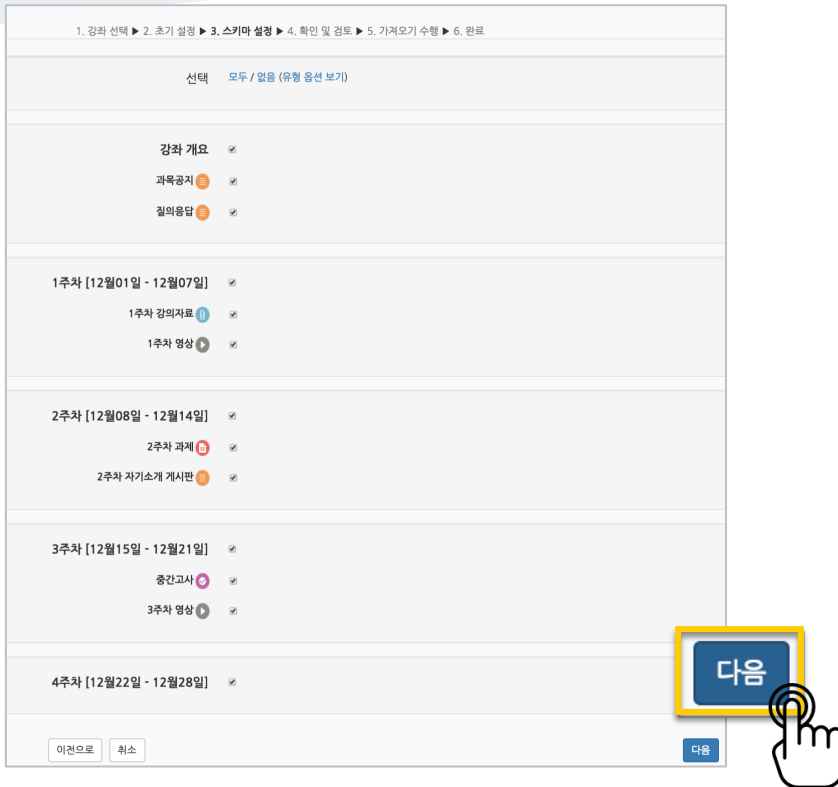 1. 강좌 선택 ▶ 2. 초기 설정 ▶ 3. 스키마 설정 ▶ 4. 확인 및 검토 ▶ 5. 가져오기 수행 ▶ 6. 완료
선택 모두 / 없음 (유형 옵션 보기)
강좌 개요
과목공지
질의응답
1주차 [12월01일 - 12월07일]
1주차 강의자료
1주차 영상
2주차 [12월08일 - 12월14일]
2주차 과제
2주차 자기소개 게시판
3주차 [12월15일 - 12월21일]
중간고사
3주차 영상
4주차 [12월22일 - 12월28일]
다음
이전으로 취소 다음